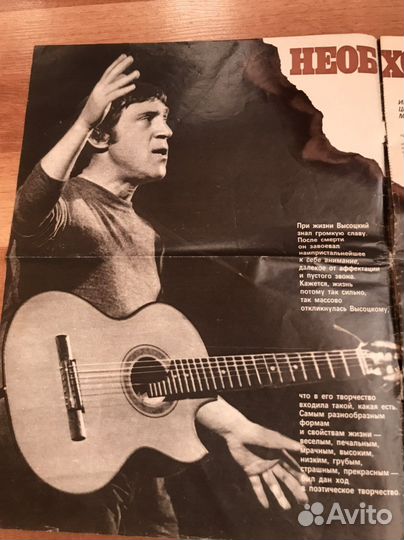 НЕОБХО
При жизни Высоцкий
знал громкую славу.
После смерти
он завоевал
наипристальнейшее
к себе внимание,
далекое от аффектации
и пустого звона.
Кажется, жизнь
потому так сильно,
так массово
откликнулась Высоцкому,
что в его творчество
входила такой, какая есть.
Самым разнообразным
формам
и свойствам жизни —
веселым, печальным,
мрачным, высоким,
низким, грубым,
страшным, прекрасным —
был дан ход
в поэтическое творчество.
Avito